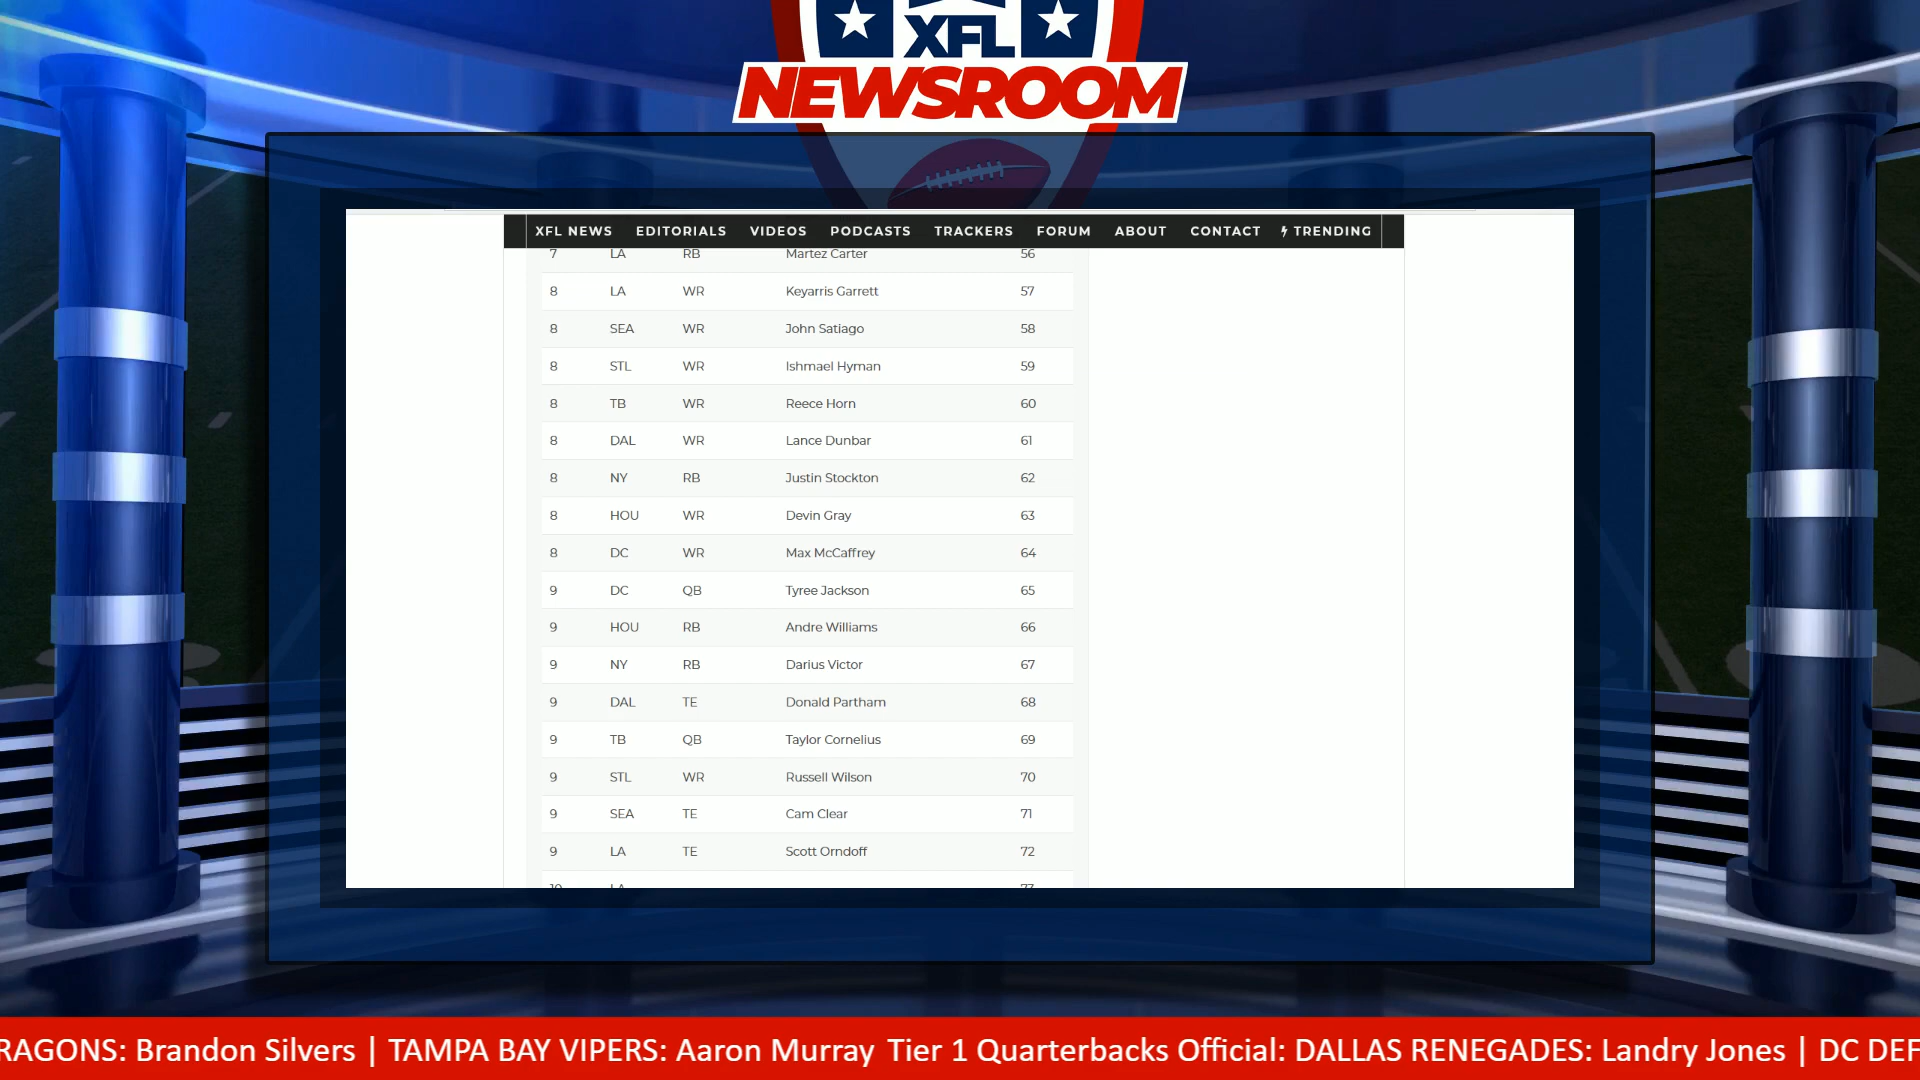 XFL
NEWSROOM
XFL NEWS EDITORIALS VIDEOS PODCASTS TRACKERS FORUM ABOUT CONTACT TRENDING
7 LA RB Martez Carter 56
8 LA WR Keyarris Garrett 57
8 SEA WR John Satiago 58
8 STL WR Ishmael Hyman 59
8 TB WR Reece Horn 60
8 DAL WR Lance Dunbar 61
8 NY RB Justin Stockton 62
8 HOU WR Devin Gray 63
8 DC WR Max McCaffrey 64
9 DC QB Tyree Jackson 65
9 HOU RB Andre Williams 66
9 NY RB Darius Victor 67
9 DAL TE Donald Partham 68
9 TB QB Taylor Cornelius 69
9 STL WR Russell Wilson 70
9 SEA TE Cam Clear 71
9 LA TE Scott Orndoff 72
RAGONS: Brandon Silvers | TAMPA BAY VIPERS: Aaron Murray Tier 1 Quarterbacks Official: DALLAS RENEGADES: Landry Jones | DC DEF